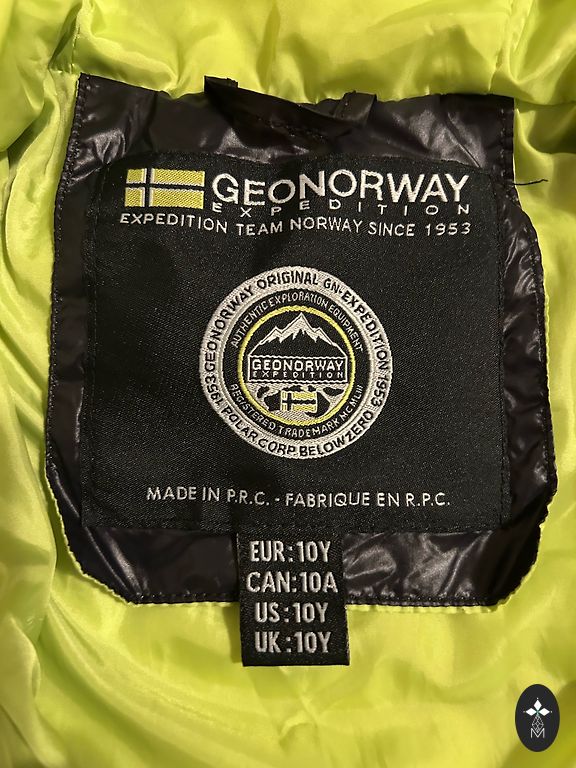 GEONORWAY
EXPEDITION
EXPEDITION TEAM NORWAY SINCE 1953
GEONORWAY ORIGINAL GN-EXPEDITION 1953
AUTHENTIC EXPLORATION EQUIPMENT
GEONORWAY
EXPEDITION
REGISTERED TRADEMARK MCMLIII
1953 POLAR CORP BELOWZERO
MADE IN P.R.C. - FABRIQUE EN R.P.C.
EUR:10Y
CAN:10A
US:10Y
UK:10Y
M